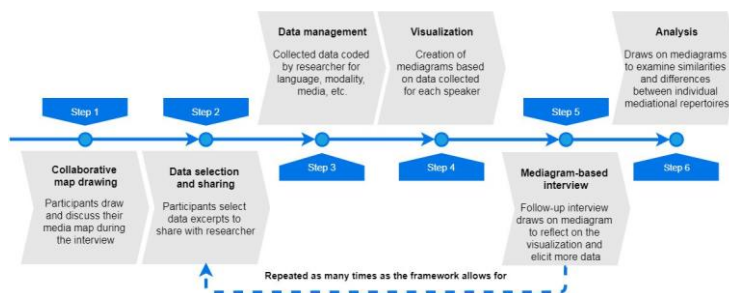 Data management
Collected data coded
by researcher for
language, modality,
media, etc.
Visualization
Creation of
mediagrams based
on data collected
for each speaker
Analysis
Draws on mediagrams
to examine similarities
and differences
between individual
mediational repertoires
Step 1
Step 2
Step 5
Step 3
Step 4
Step 6
Collaborative
map drawing
Participants draw
and discuss their
media map during
the interview
Data selection
and sharing
Participants select
data excerpts to
share with researcher
Mediagram-based
interview
Follow-up interview
draws on mediagram
to reflect on the
visualization and
elicit more data
Repeated as many times as the framework allows for